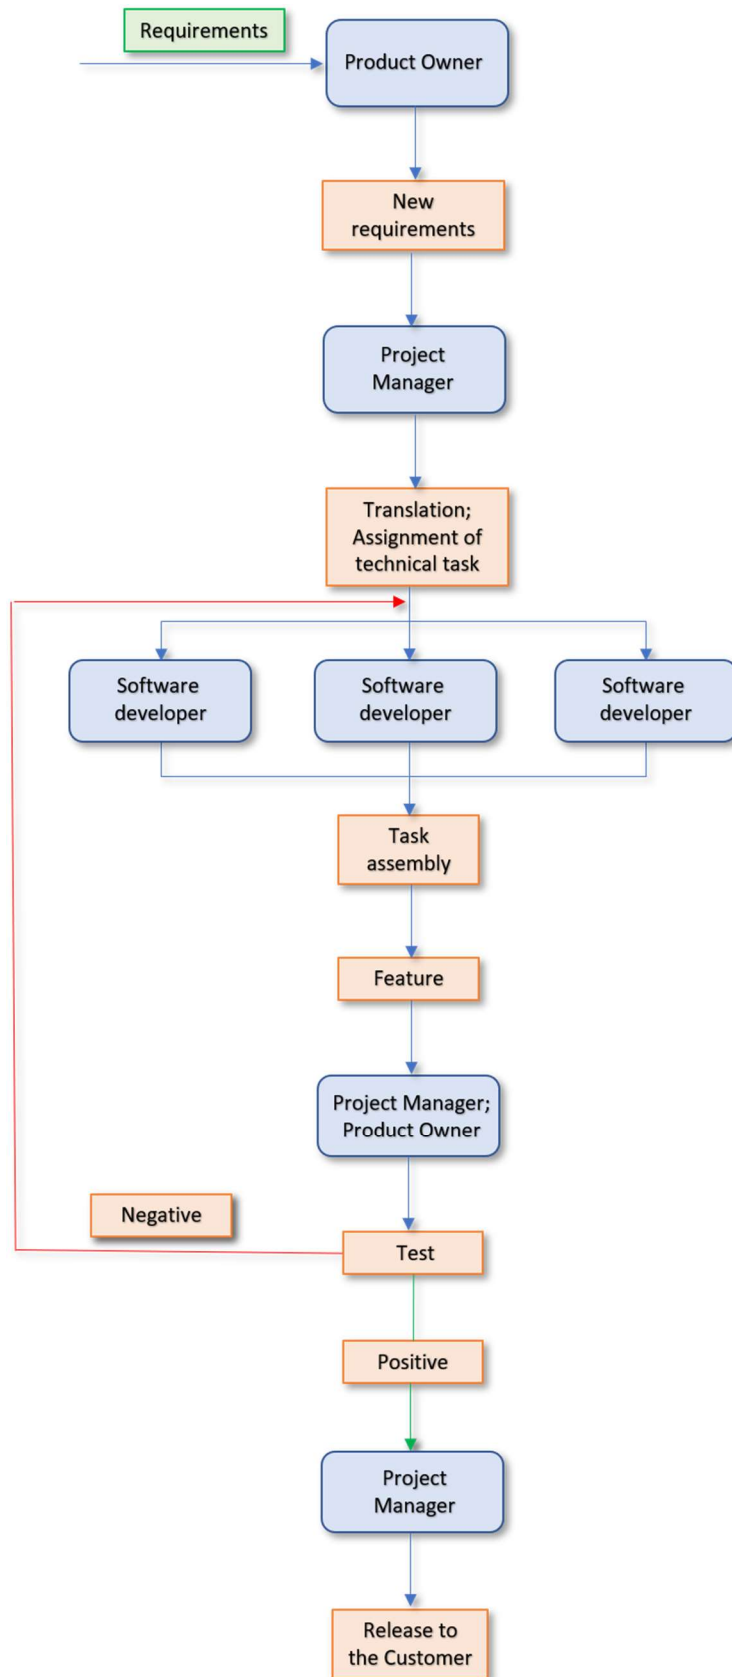 Requirements
Product Owner
New
requirements
Project
Manager
Translation;
Assignment of
technical task
Software
developer
Software
developer
Software
developer
Task
assembly
Feature
Project Manager;
Product Owner
Negative
Test
Positive
Project
Manager
Release to
the Customer